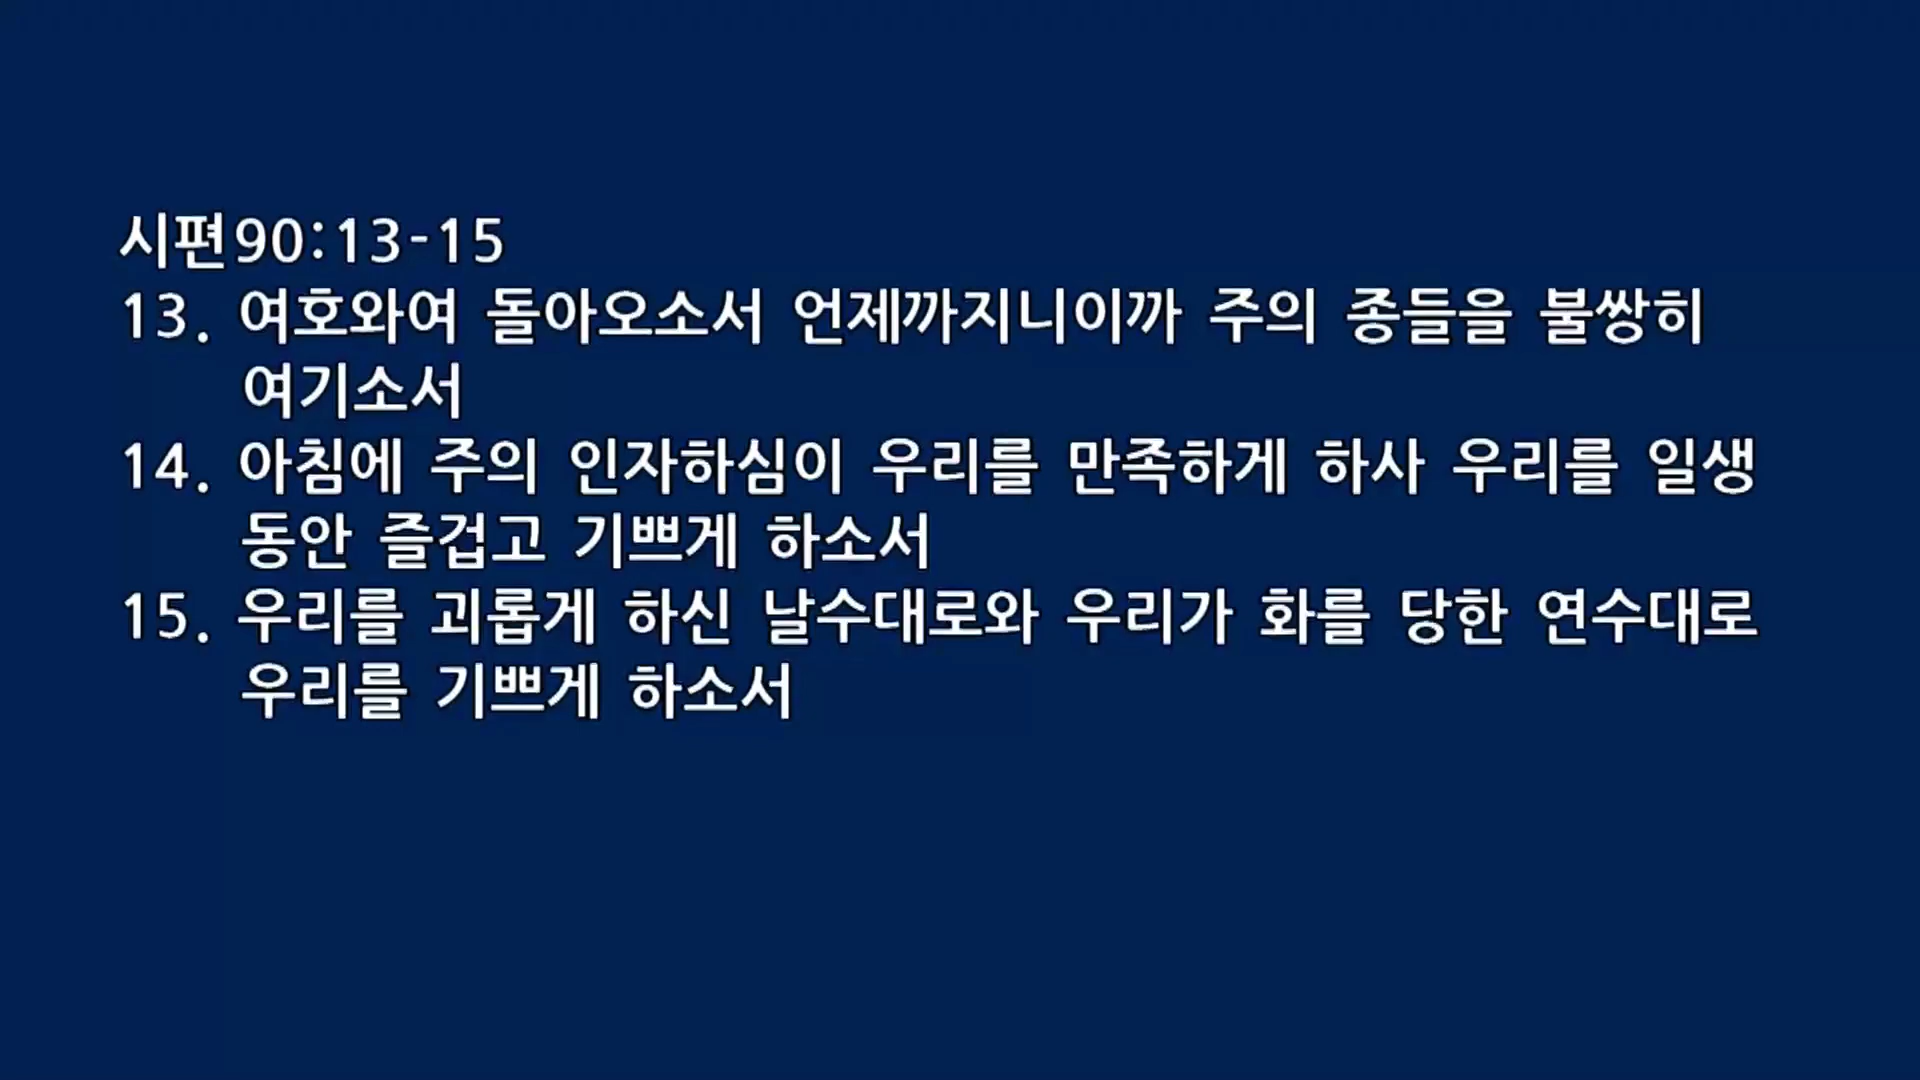 시편90:13-15
13. 여호와여 돌아오소서 언제까지니이까 주의 종들을 불쌍히
여기소서
14. 아침에 주의 인자하심이 우리를 만족하게 하사 우리를 일생
동안 즐겁고 기쁘게 하소서
15. 우리를 괴롭게 하신 날수대로와 우리가 화를 당한 연수대로
우리를 기쁘게 하소서